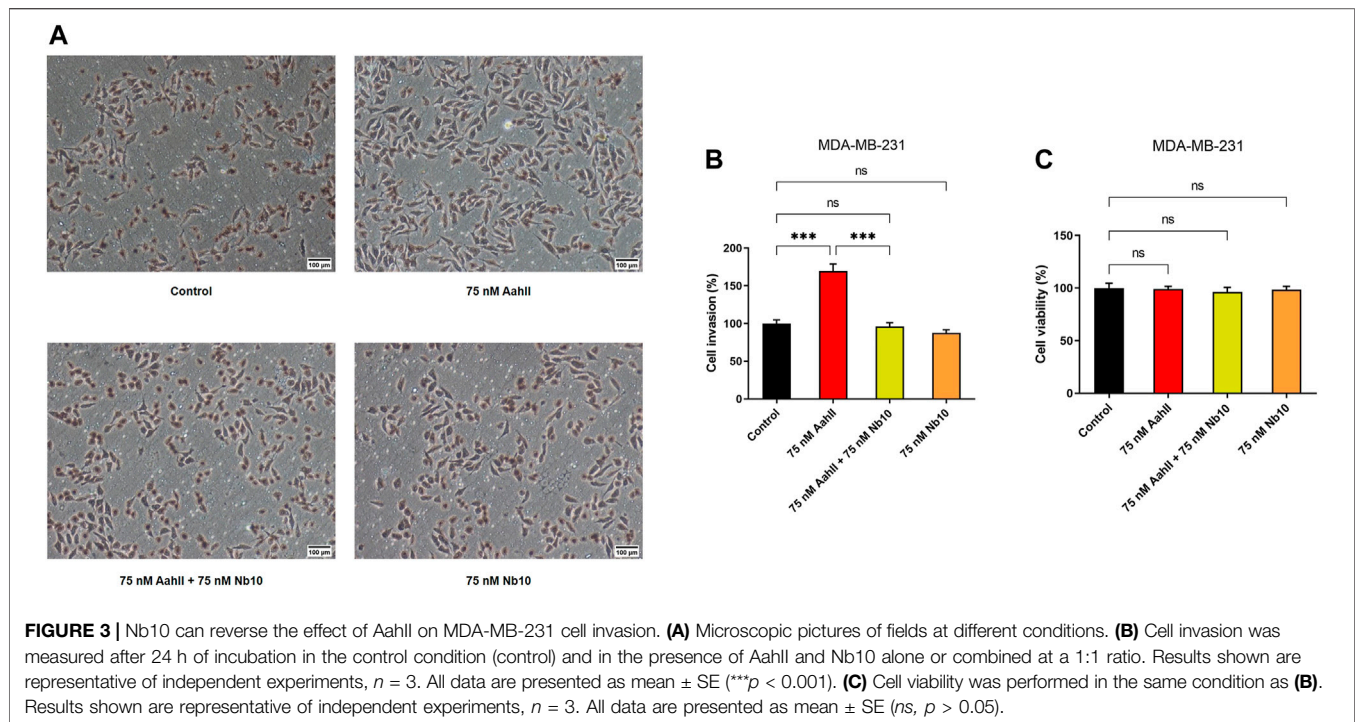 A
100 µm
Control
100 µm
75 nM AahII
100 µm
75 nM AahII + 75 nM Nb10
100 µm
75 nM Nb10
B
MDA-MB-231
ns
ns
***
***
Cell invasion (%)
200
150
100
50
0
Control
75 nM AahII
75 nM AahII + 75 nM Nb10
75 nM Nb10
C
MDA-MB-231
ns
ns
ns
Cell viability (%)
150
100
50
0
Control
75 nM AahII
75 nM AahII + 75 nM Nb10
75 nM Nb10
FIGURE 3 | Nb10 can reverse the effect of AahII on MDA-MB-231 cell invasion. (A) Microscopic pictures of fields at different conditions. (B) Cell invasion was
measured after 24 h of incubation in the control condition (control) and in the presence of AahII and Nb10 alone or combined at a 1:1 ratio. Results shown are
representative of independent experiments, n = 3. All data are presented as mean ± SE (***p < 0.001). (C) Cell viability was performed in the same condition as (B).
Results shown are representative of independent experiments, n = 3. All data are presented as mean ± SE (ns, p > 0.05).